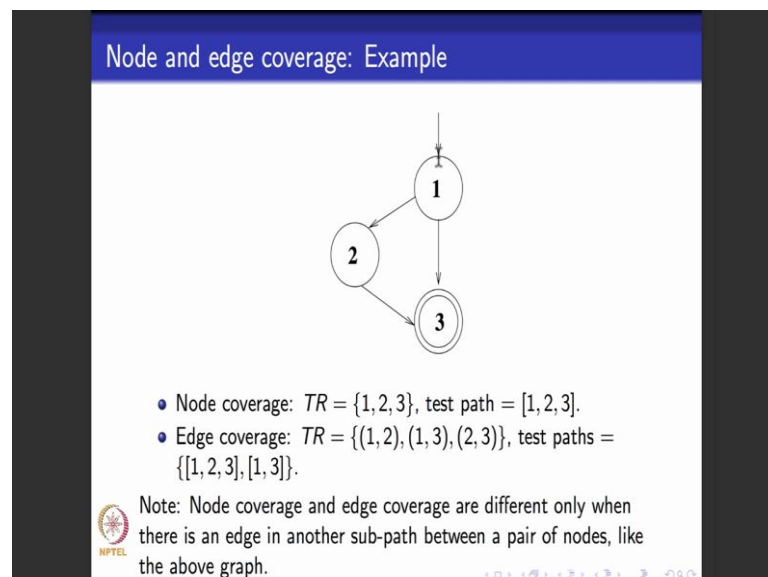 Node and edge coverage: Example
1
2
3
Node coverage: TR = {1, 2, 3}, test path = [1, 2, 3].
Edge coverage: TR = {(1, 2), (1, 3), (2, 3)}, test paths =
{[1, 2, 3], [1, 3]}.
Note: Node coverage and edge coverage are different only when
there is an edge in another sub-path between a pair of nodes, like
the above graph.
NPTEL